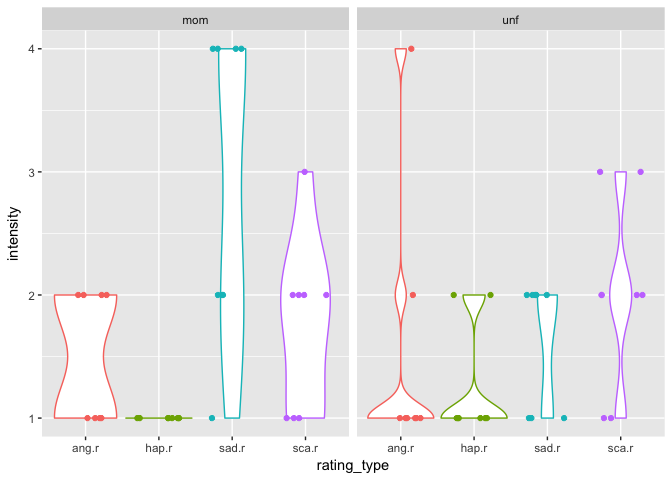 mom unf
intensity
4
3
2
1
ang.r hap.r sad.r sca.r ang.r hap.r sad.r sca.r
rating_type